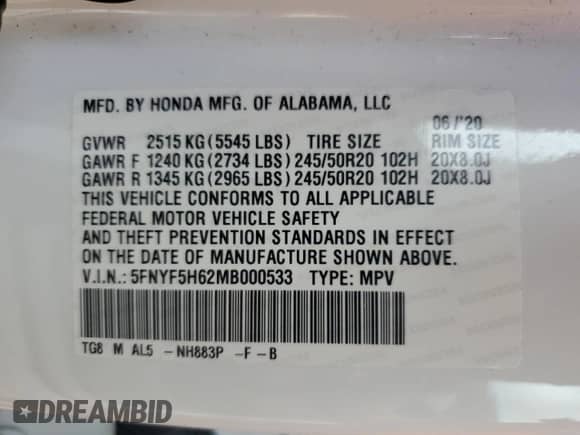 MFD. BY HONDA MFG. OF ALABAMA, LLC
06 / '20
GVWR 2515 KG (5545 LBS) TIRE SIZE RIM SIZE
GAWR F 1240 KG (2734 LBS) 245/50R20 102H 20X8.0J
GAWR R 1345 KG (2965 LBS) 245/50R20 102H 20X8.0J
THIS VEHICLE CONFORMS TO ALL APPLICABLE
FEDERAL MOTOR VEHICLE SAFETY
AND THEFT PREVENTION STANDARDS IN EFFECT
ON THE DATE OF MANUFACTURE SHOWN ABOVE.
V.I.N.: 5FNYF5H62MB000533 TYPE: MPV
TG8 M AL5 -NH883P -F-B
DREAMBID